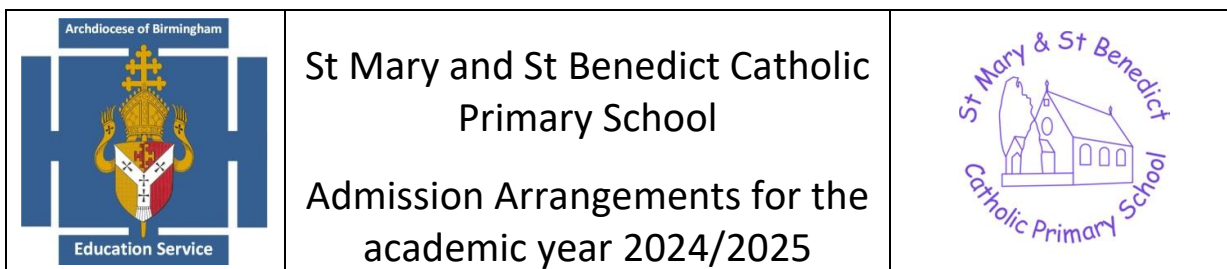 Archdiocese of Birmingham
Education Service
St Mary and St Benedict Catholic
Primary School
Admission Arrangements for the
academic year 2024/2025
St Mary & St Benedict
Catholic Primary School